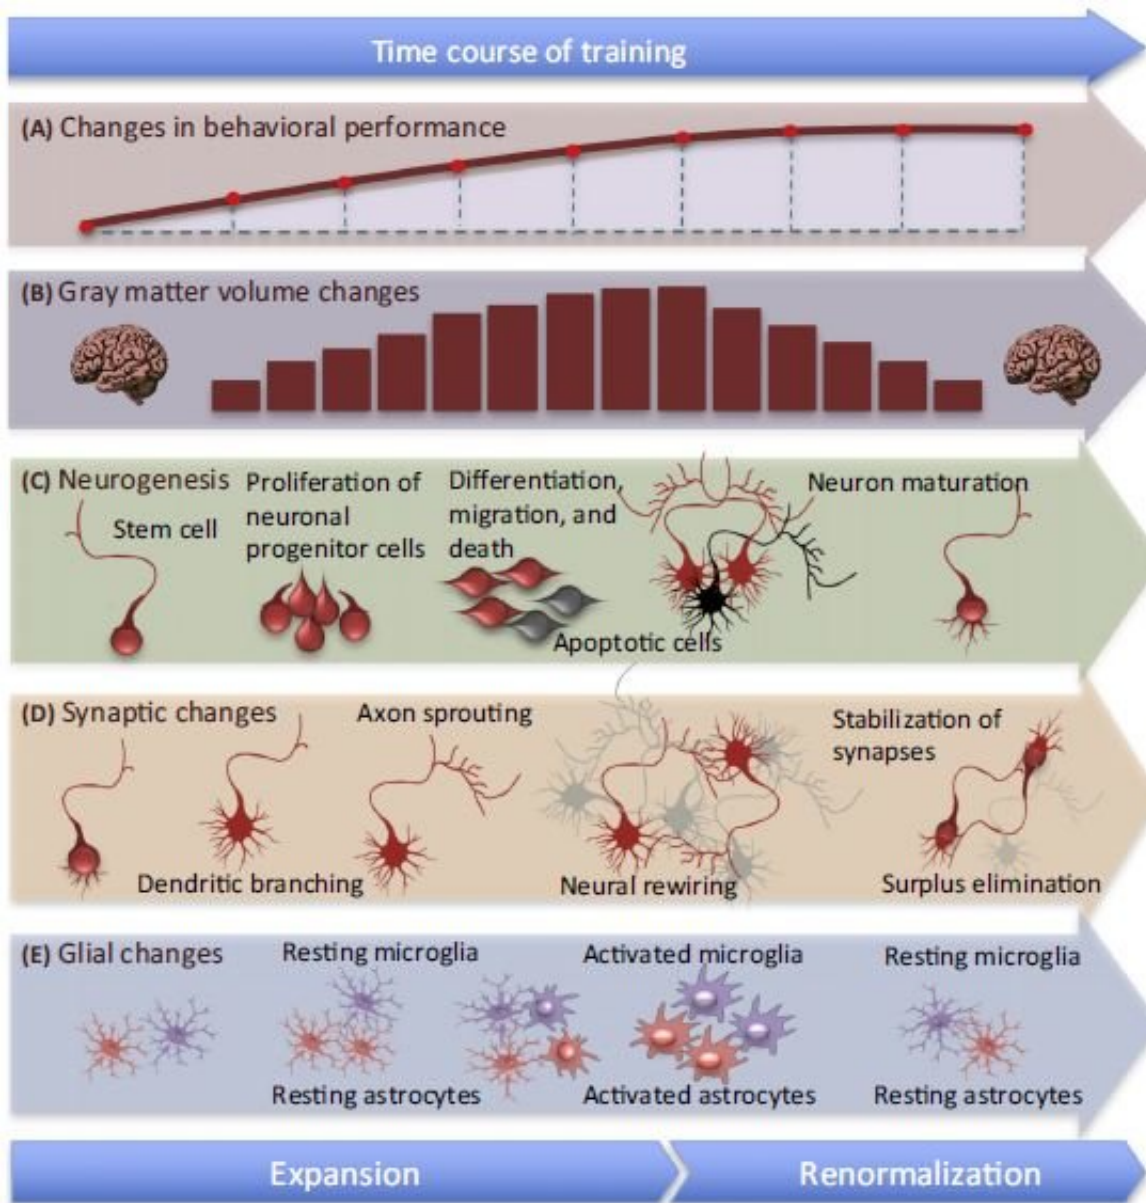 Time course of training
(A) Changes in behavioral performance
(B) Gray matter volume changes
(C) Neurogenesis
Stem cell
Proliferation of
neuronal
progenitor cells
Differentiation,
migration, and
death
Apoptotic cells
Neuron maturation
(D) Synaptic changes
Dendritic branching
Axon sprouting
Neural rewiring
Stabilization of
synapses
Surplus elimination
(E) Glial changes
Resting microglia
Resting astrocytes
Activated microglia
Activated astrocytes
Resting microglia
Resting astrocytes
Expansion
Renormalization